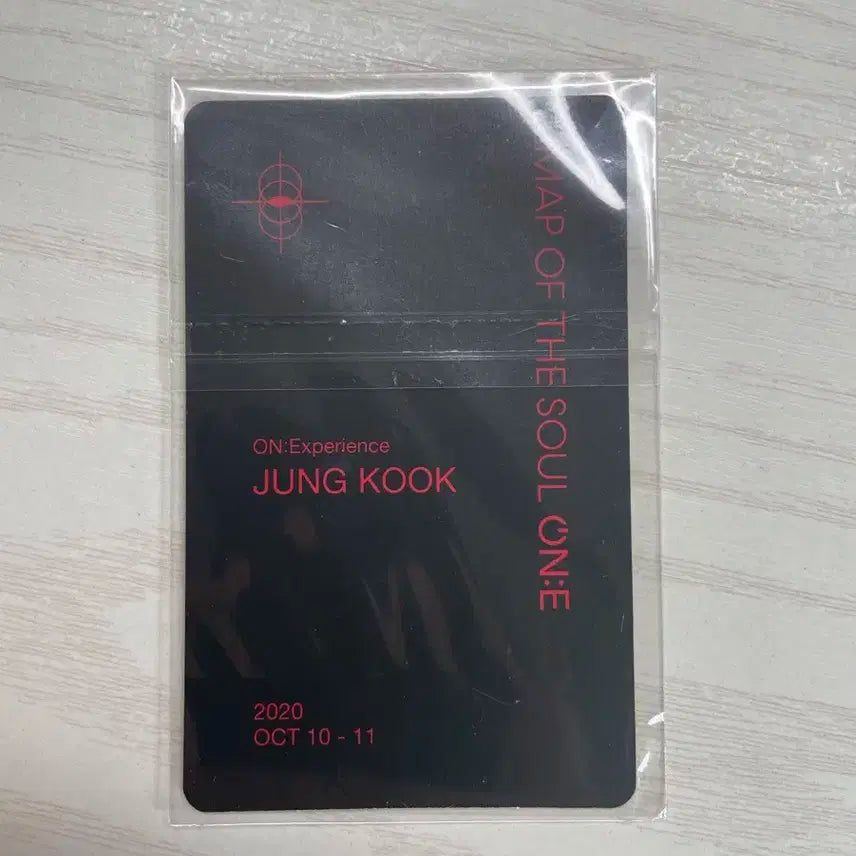 MAP OF THE SOUL ON:E
ON:Experience
JUNG KOOK
2020
OCT 10 - 11